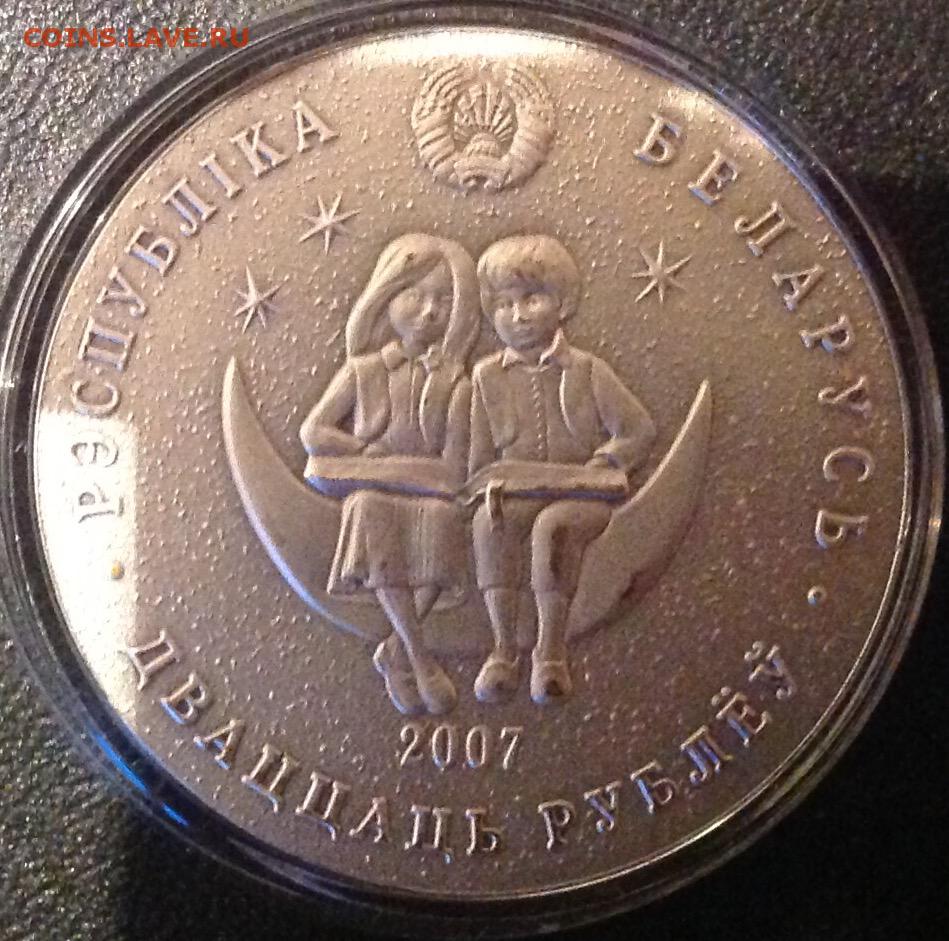 COINS.LAVE.RU
РЭСПУБЛІКА БЕЛАРУСЬ
2007
· ДВАЦЦАЦЬ РУБЛЁЎ ·